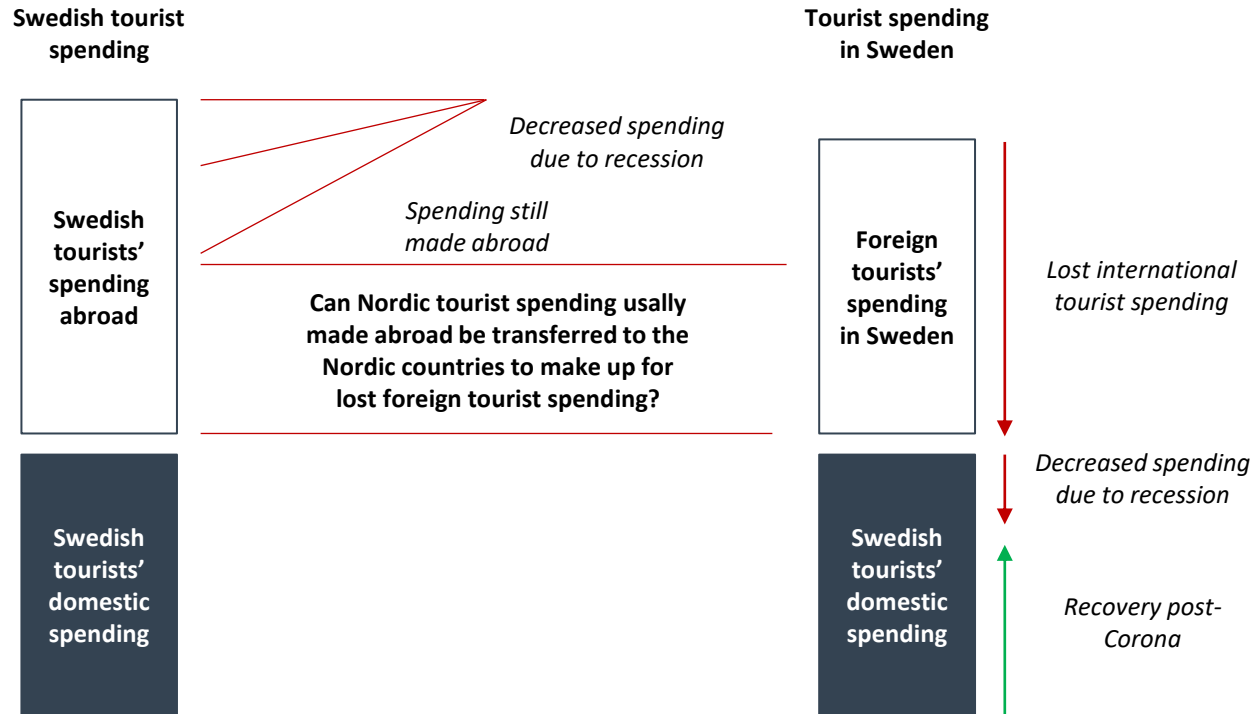 Swedish tourist
spending
Tourist spending
in Sweden
Decreased spending
due to recession
Spending still
made abroad
Swedish
tourists’
spending
abroad
Can Nordic tourist spending usally
made abroad be transferred to the
Nordic countries to make up for
lost foreign tourist spending?
Foreign
tourists’
spending
in Sweden
Lost international
tourist spending
Decreased spending
due to recession
Swedish
tourists’
domestic
spending
Swedish
tourists’
domestic
spending
Recovery post-
Corona